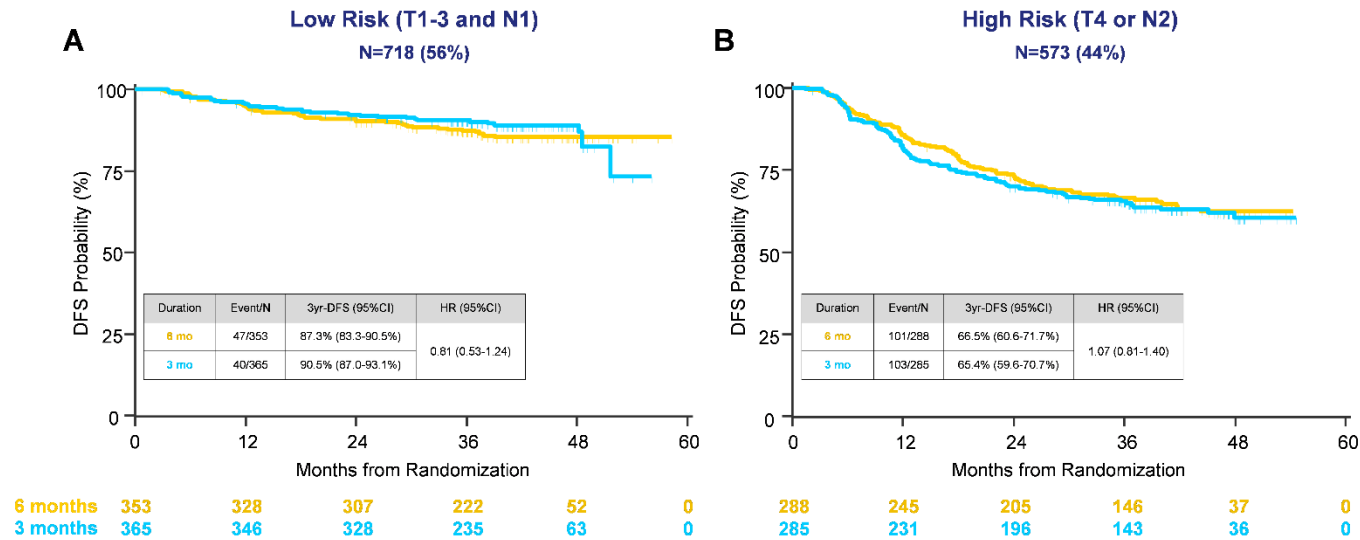 A
Low Risk (T1-3 and N1)
N=718 (56%)
DFS Probability (%)
100
75
50
25
0
Duration Event/N 3yr-DFS (95%CI) HR (95%CI)
6 mo 47/353 87.3% (83.3-90.5%)
0.81 (0.53-1.24)
3 mo 40/365 90.5% (87.0-93.1%)
0 12 24 36 48 60
Months from Randomization
6 months 353 328 307 222 52 0
3 months 365 346 328 235 63 0
B
High Risk (T4 or N2)
N=573 (44%)
DFS Probability (%)
100
75
50
25
0
Duration Event/N 3yr-DFS (95%CI) HR (95%CI)
6 mo 101/288 66.5% (60.6-71.7%)
1.07 (0.81-1.40)
3 mo 103/285 65.4% (59.6-70.7%)
0 12 24 36 48 60
Months from Randomization
288 245 205 146 37 0
285 231 196 143 36 0